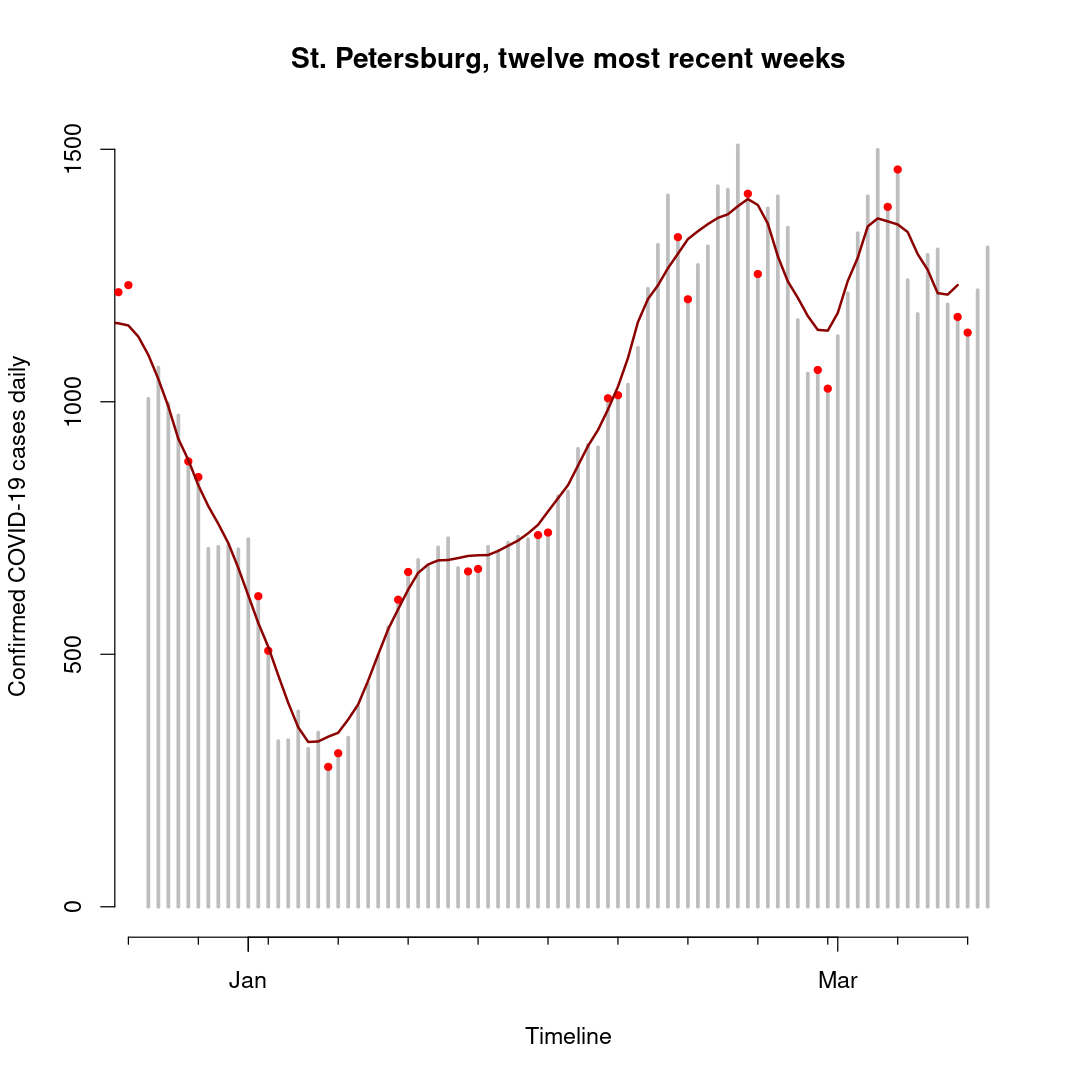 St. Petersburg, twelve most recent weeks
Confirmed COVID-19 cases daily
1500
1000
500
0
Jan
Mar
Timeline